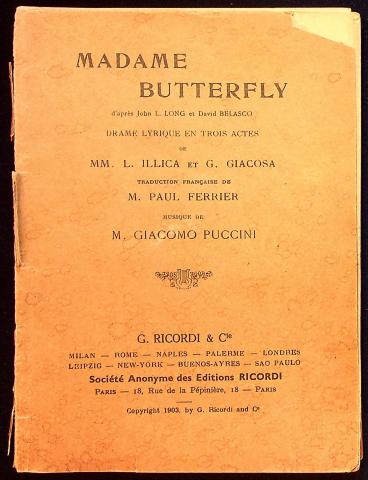 MADAME
BUTTERFLY
d'après John L. LONG et David BELASCO
DRAME LYRIQUE EN TROIS ACTES
DE
MM. L. ILLICA ET G. GIACOSA
TRADUCTION FRANÇAISE DE
M. PAUL FERRIER
MUSIQUE DE
M. GIACOMO PUCCINI
G. RICORDI & Cie
MILAN — ROME — NAPLES — PALERME — LONDRES
LEIPZIG — NEW-YORK — BUENOS-AYRES — SAO PAULO
Société Anonyme des Editions RICORDI
PARIS — 18, Rue de la Pépinière, 18 — PARIS
Copyright 1903, by G. Ricordi and Co